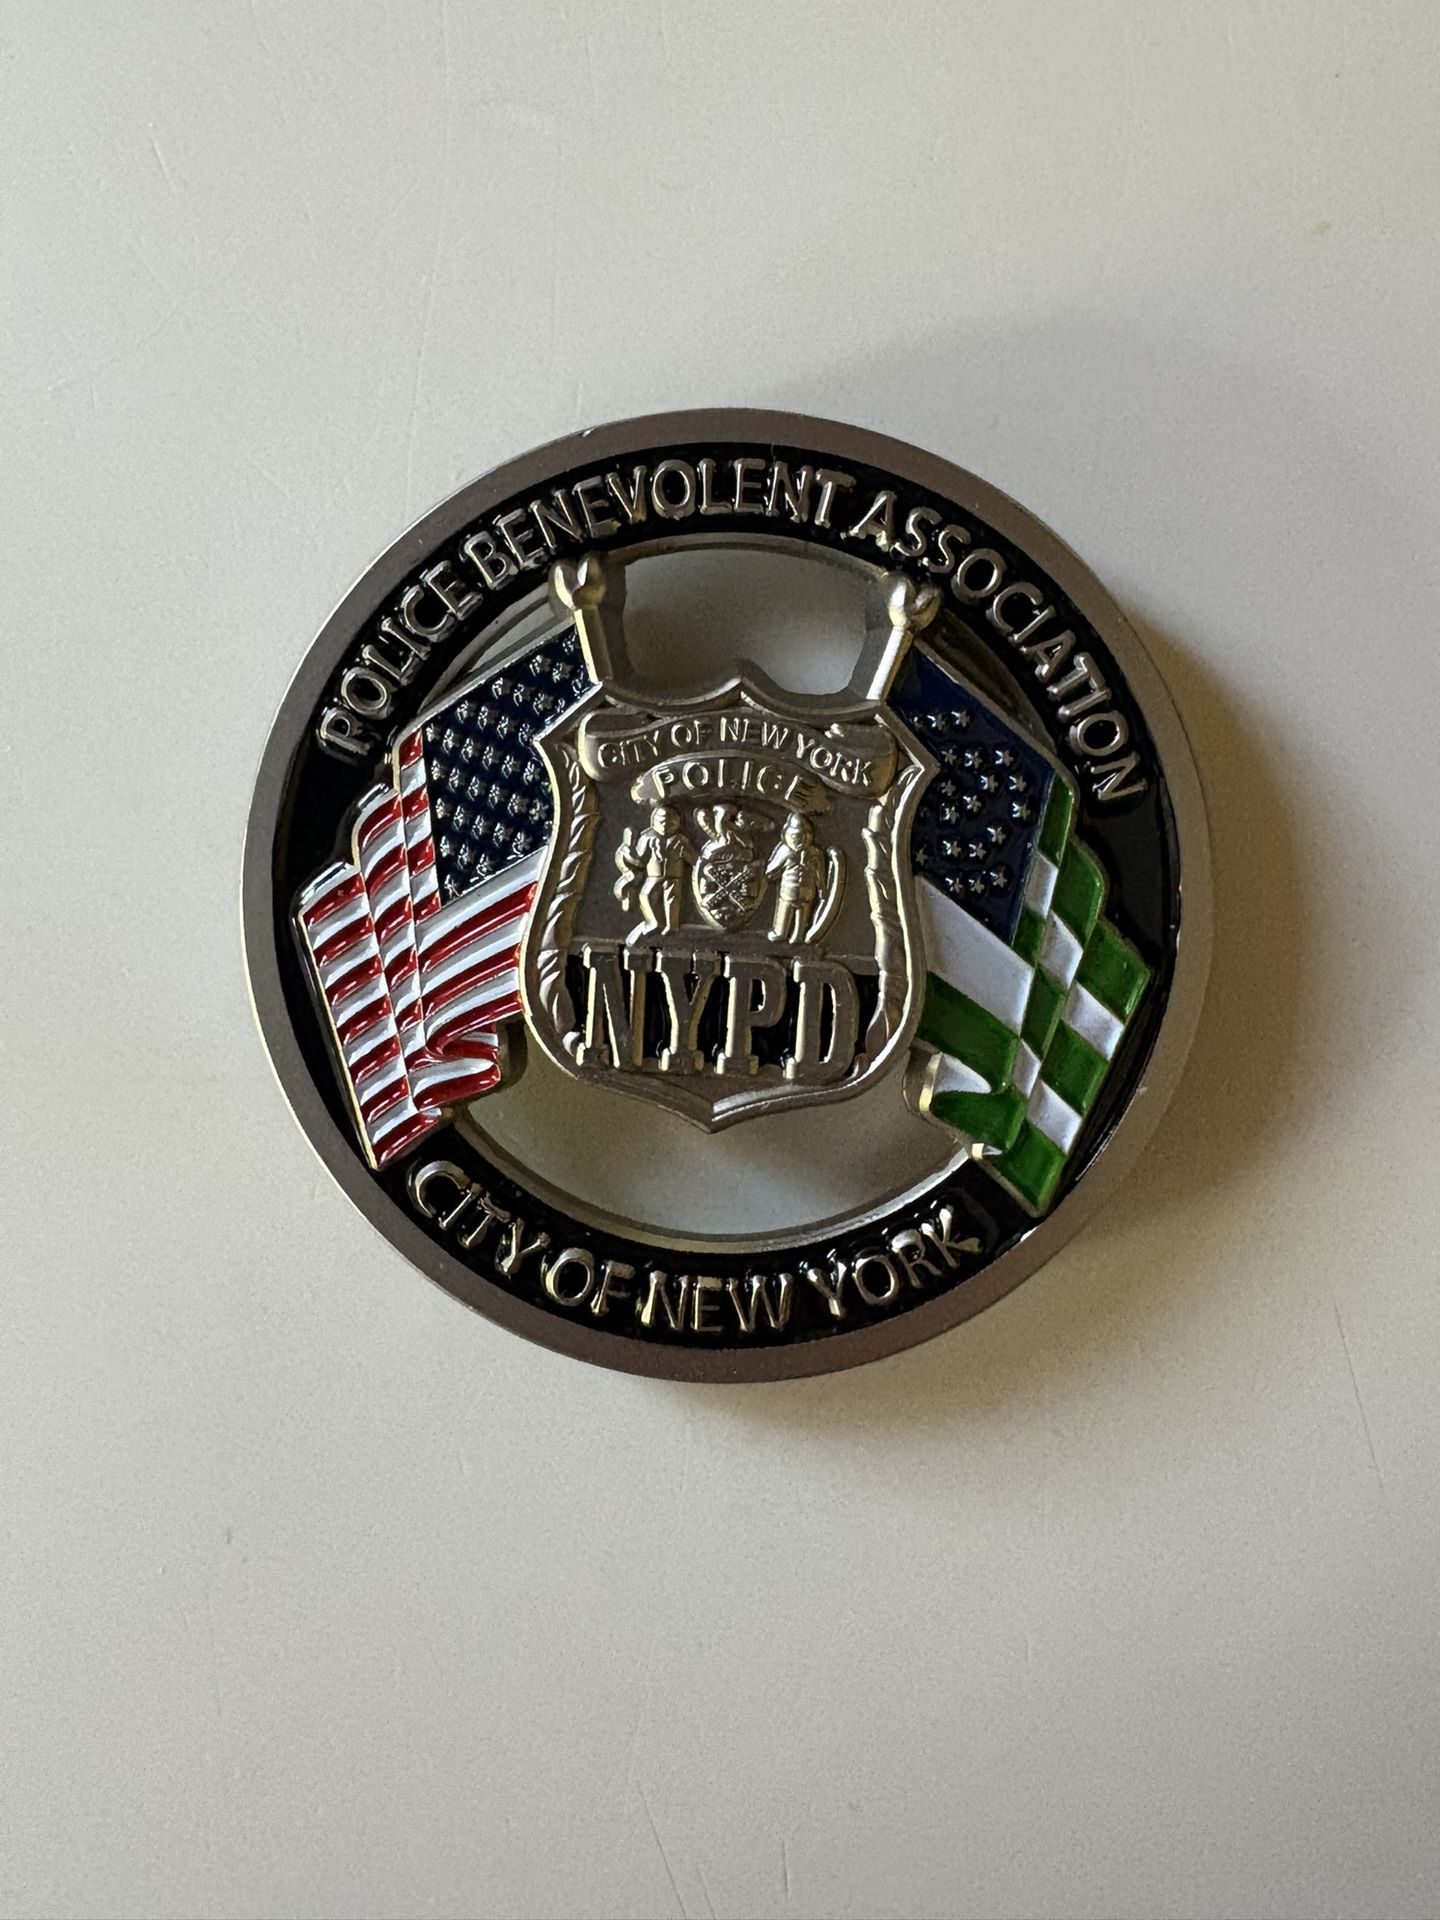 POLICE BENEVOLENT ASSOCIATION
CITY OF NEW YORK
POLICE
NYPD
CITY OF NEW YORK